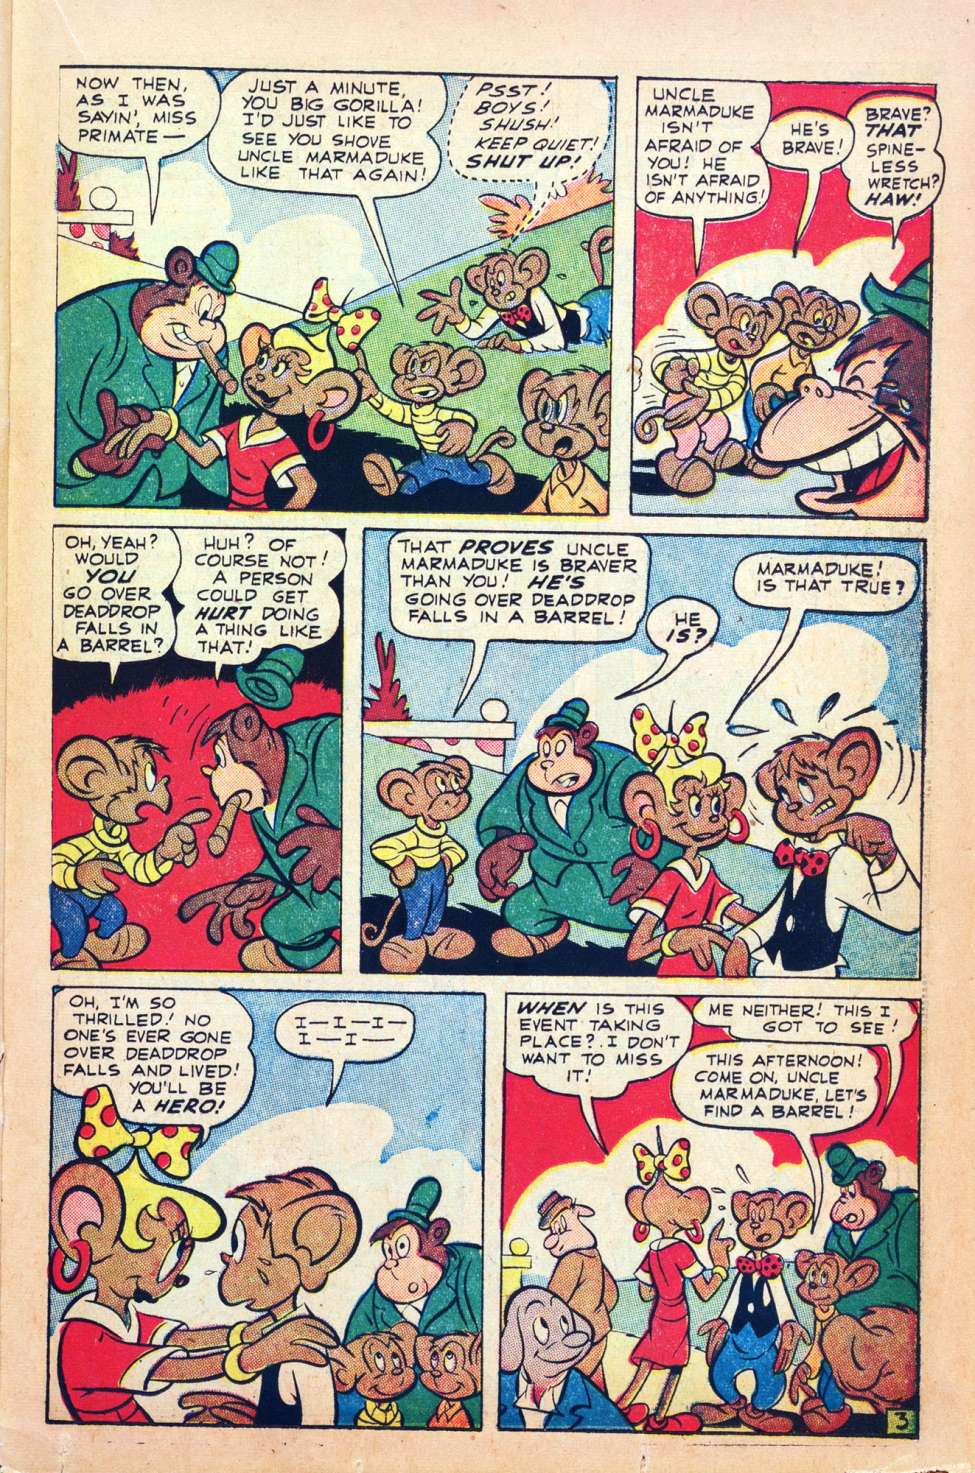 NOW THEN,
AS I WAS
SAYIN', MISS
PRIMATE —
JUST A MINUTE,
YOU BIG GORILLA!
I'D JUST LIKE TO
SEE YOU SHOVE
UNCLE MARMADUKE
LIKE THAT AGAIN!
PSST!
BOYS!
SHUSH!
KEEP QUIET!
SHUT UP!
UNCLE
MARMADUKE
ISN'T
AFRAID OF
YOU! HE
ISN'T AFRAID
OF ANYTHING!
HE'S
BRAVE!
BRAVE?
THAT
SPINE-
LESS
WRETCH?
HAW!
OH, YEAH?
WOULD
YOU
GO OVER
DEADDROP
FALLS IN
A BARREL?
HUH? OF
COURSE NOT!
A PERSON
COULD GET
HURT DOING
A THING LIKE
THAT!
THAT PROVES UNCLE
MARMADUKE IS BRAVER
THAN YOU! HE'S
GOING OVER DEADDROP
FALLS IN A BARREL!
HE
IS?
MARMADUKE!
IS THAT TRUE?
OH, I'M SO
THRILLED! NO
ONE'S EVER GONE
OVER DEADDROP
FALLS AND LIVED!
YOU'LL BE
A HERO!
I—I—I—
I—I—
WHEN IS THIS
EVENT TAKING
PLACE? I DON'T
WANT TO MISS
IT!
ME NEITHER! THIS I
GOT TO SEE!
THIS AFTERNOON!
COME ON, UNCLE
MARMADUKE, LET'S
FIND A BARREL!
3